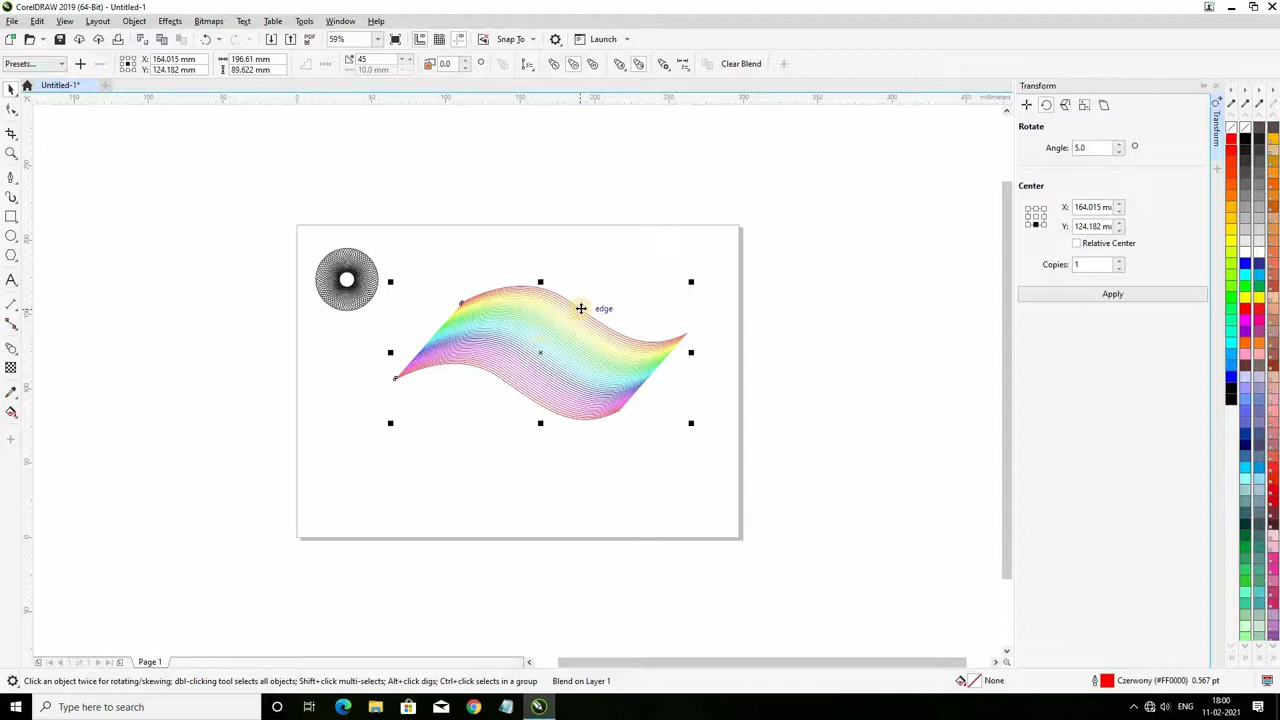 CorelDRAW 2019 (64-Bit) - Untitled-1
File Edit View Layout Object Effects Bitmaps Text Table Tools Window Help
59% Snap To Launch
Presets... X: 164.015 mm 196.61 mm 45 0.0 Clear Blend
Y: 124.182 mm 89.622 mm 10.0 mm
Untitled-1*
Transform
millimeters
Rotate
Angle: 5.0
Center
X: 164.015 m
Y: 124.182 m
Relative Center
Copies: 1
Apply
Transform
edge
1 of 1 Page 1
Click an object twice for rotating/skewing; dbl-clicking tool selects all objects; Shift+click multi-selects; Alt+click digs; Ctrl+click selects in a group Blend on Layer 1 None Czerwony (#FF0000) 0.567 pt
Type here to search
ENG
18:00
11-02-2021